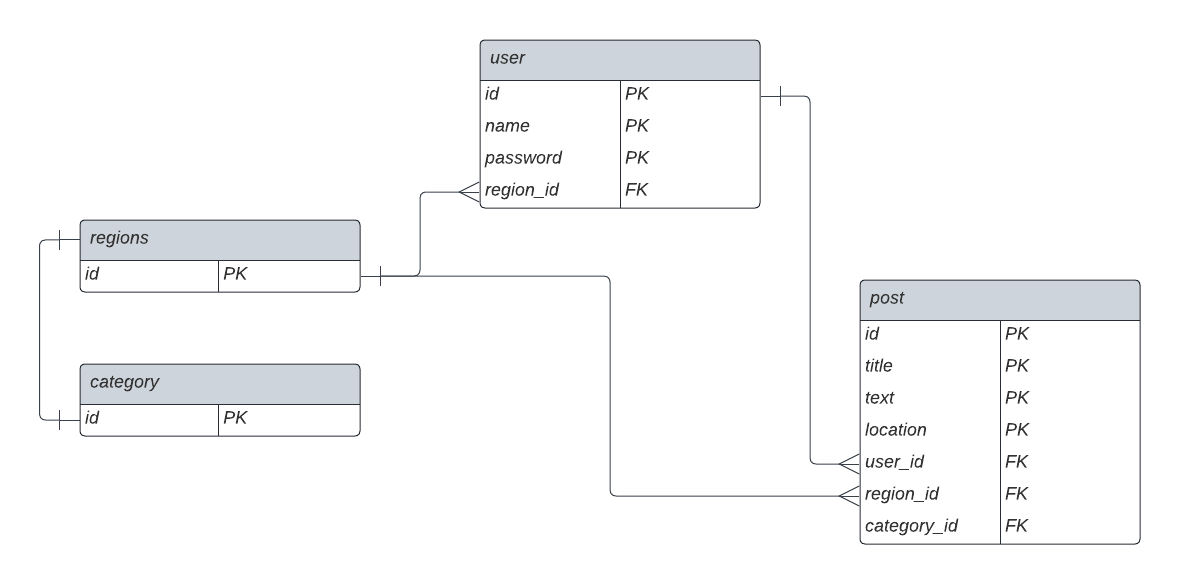 user
id PK
name PK
password PK
region_id FK
regions
id PK
category
id PK
post
id PK
title PK
text PK
location PK
user_id FK
region_id FK
category_id FK